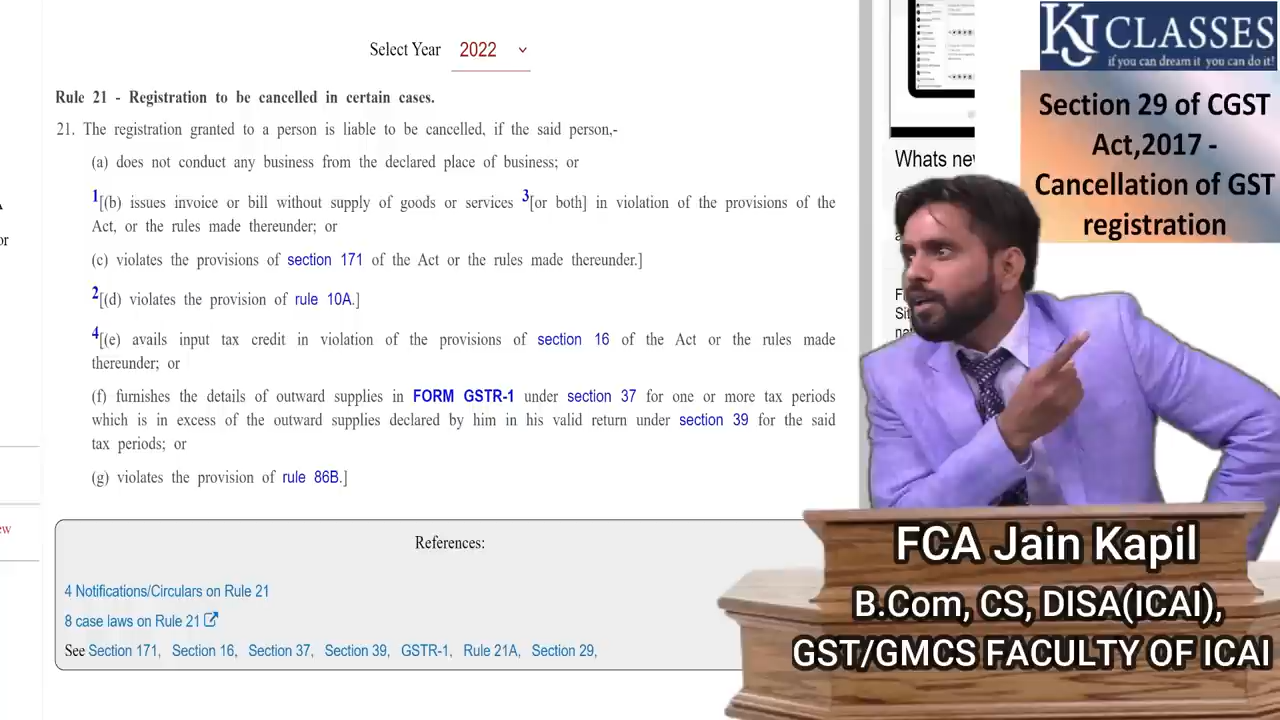 Select Year 2022
Rule 21 - Registration to be cancelled in certain cases.
21. The registration granted to a person is liable to be cancelled, if the said person,-
(a) does not conduct any business from the declared place of business; or
1[(b) issues invoice or bill without supply of goods or services 3[or both] in violation of the provisions of the
Act, or the rules made thereunder; or
(c) violates the provisions of section 171 of the Act or the rules made thereunder.]
2[(d) violates the provision of rule 10A.]
4[(e) avails input tax credit in violation of the provisions of section 16 of the Act or the rules made
thereunder; or
(f) furnishes the details of outward supplies in FORM GSTR-1 under section 37 for one or more tax periods
which is in excess of the outward supplies declared by him in his valid return under section 39 for the said
tax periods; or
(g) violates the provision of rule 86B.]
References:
4 Notifications/Circulars on Rule 21
8 case laws on Rule 21
See Section 171, Section 16, Section 37, Section 39, GSTR-1, Rule 21A, Section 29,
or
Whats
KJ CLASSES
if you can dream it you can do it!
Section 29 of CGST
Act,2017 -
Cancellation of GST
registration
FCA Jain Kapil
B.Com, CS, DISA(ICAI),
GST/GMCS FACULTY OF ICAI